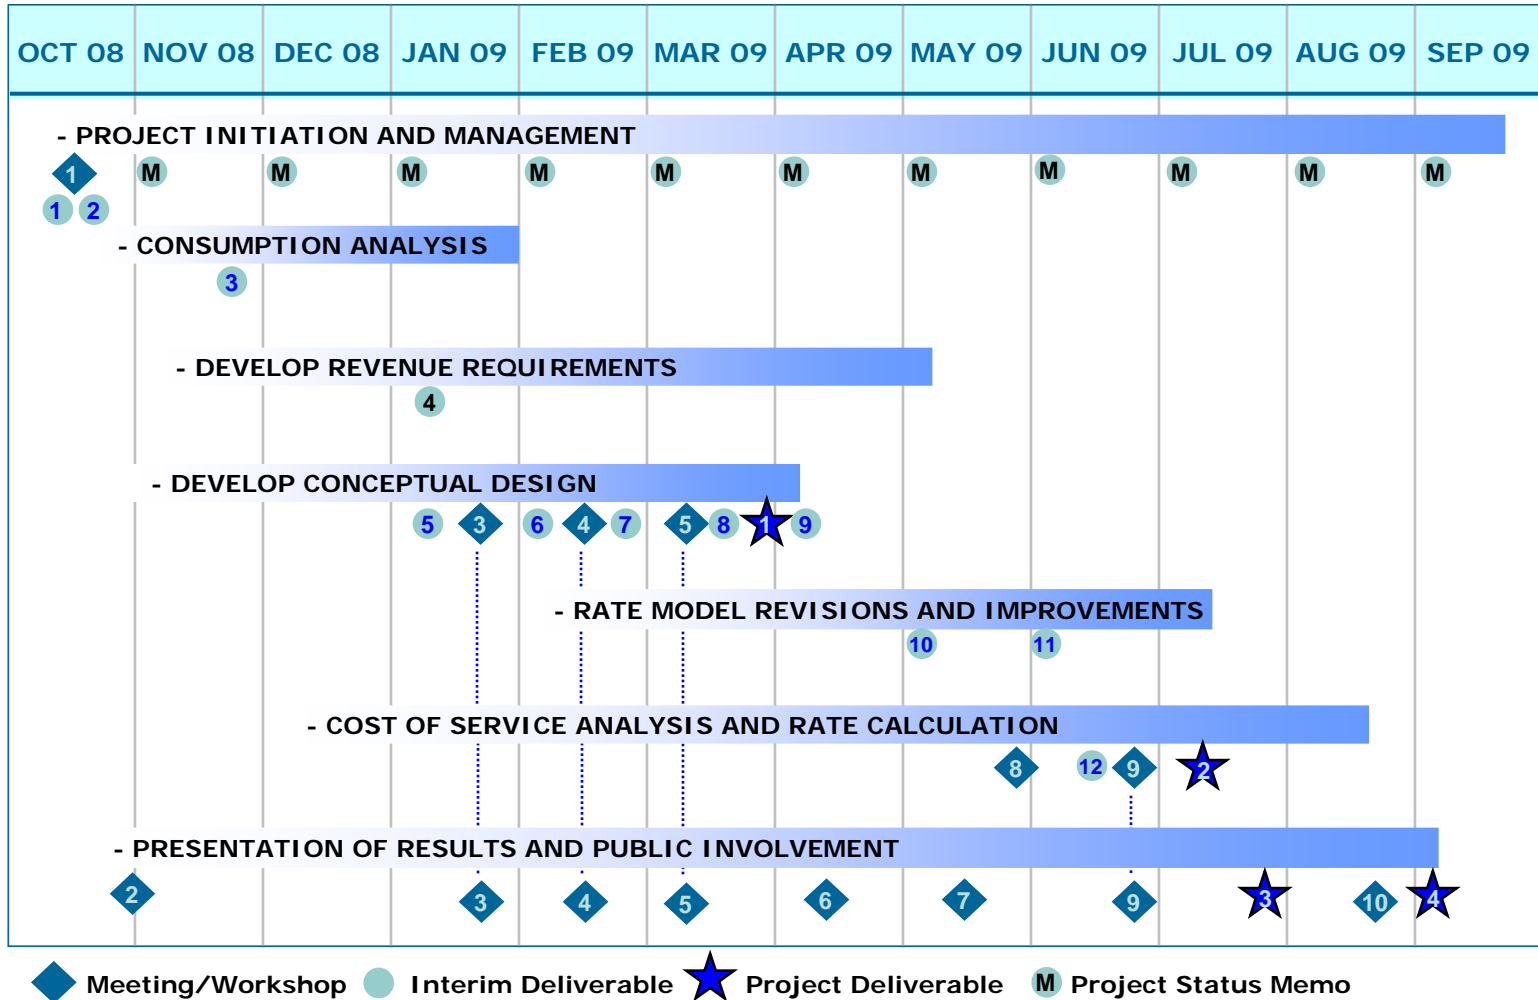 OCT 08 NOV 08 DEC 08 JAN 09 FEB 09 MAR 09 APR 09 MAY 09 JUN 09 JUL 09 AUG 09 SEP 09
- PROJECT INITIATION AND MANAGEMENT
1 M M M M M M M M M M M
1 2
- CONSUMPTION ANALYSIS
3
- DEVELOP REVENUE REQUIREMENTS
4
- DEVELOP CONCEPTUAL DESIGN
5 3 6 4 7 5 8 1 9
- RATE MODEL REVISIONS AND IMPROVEMENTS
10 11
- COST OF SERVICE ANALYSIS AND RATE CALCULATION
8 12 9 2
- PRESENTATION OF RESULTS AND PUBLIC INVOLVEMENT
2 3 4 5 6 7 9 3 10 4
Meeting/Workshop Interim Deliverable Project Deliverable M Project Status Memo